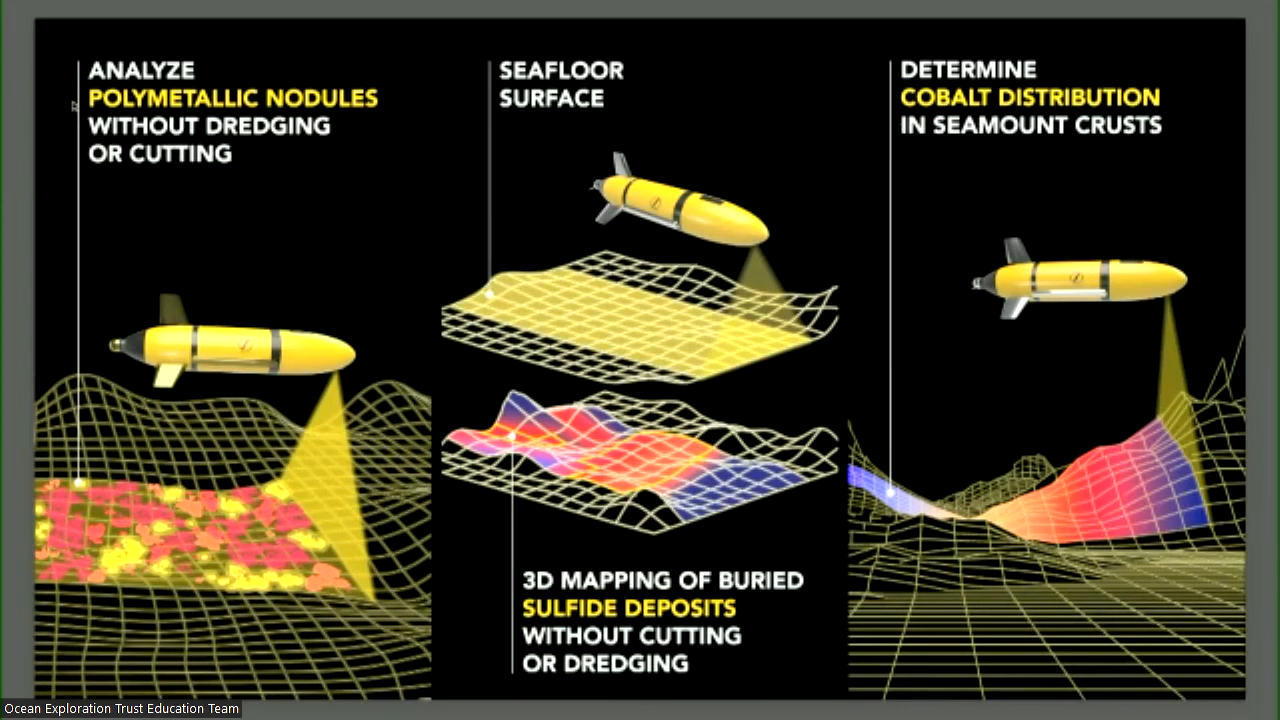 ANALYZE
POLYMETALLIC NODULES
WITHOUT DREDGING
OR CUTTING
SEAFLOOR
SURFACE
3D MAPPING OF BURIED
SULFIDE DEPOSITS
WITHOUT CUTTING
OR DREDGING
DETERMINE
COBALT DISTRIBUTION
IN SEAMOUNT CRUSTS
Ocean Exploration Trust Education Team